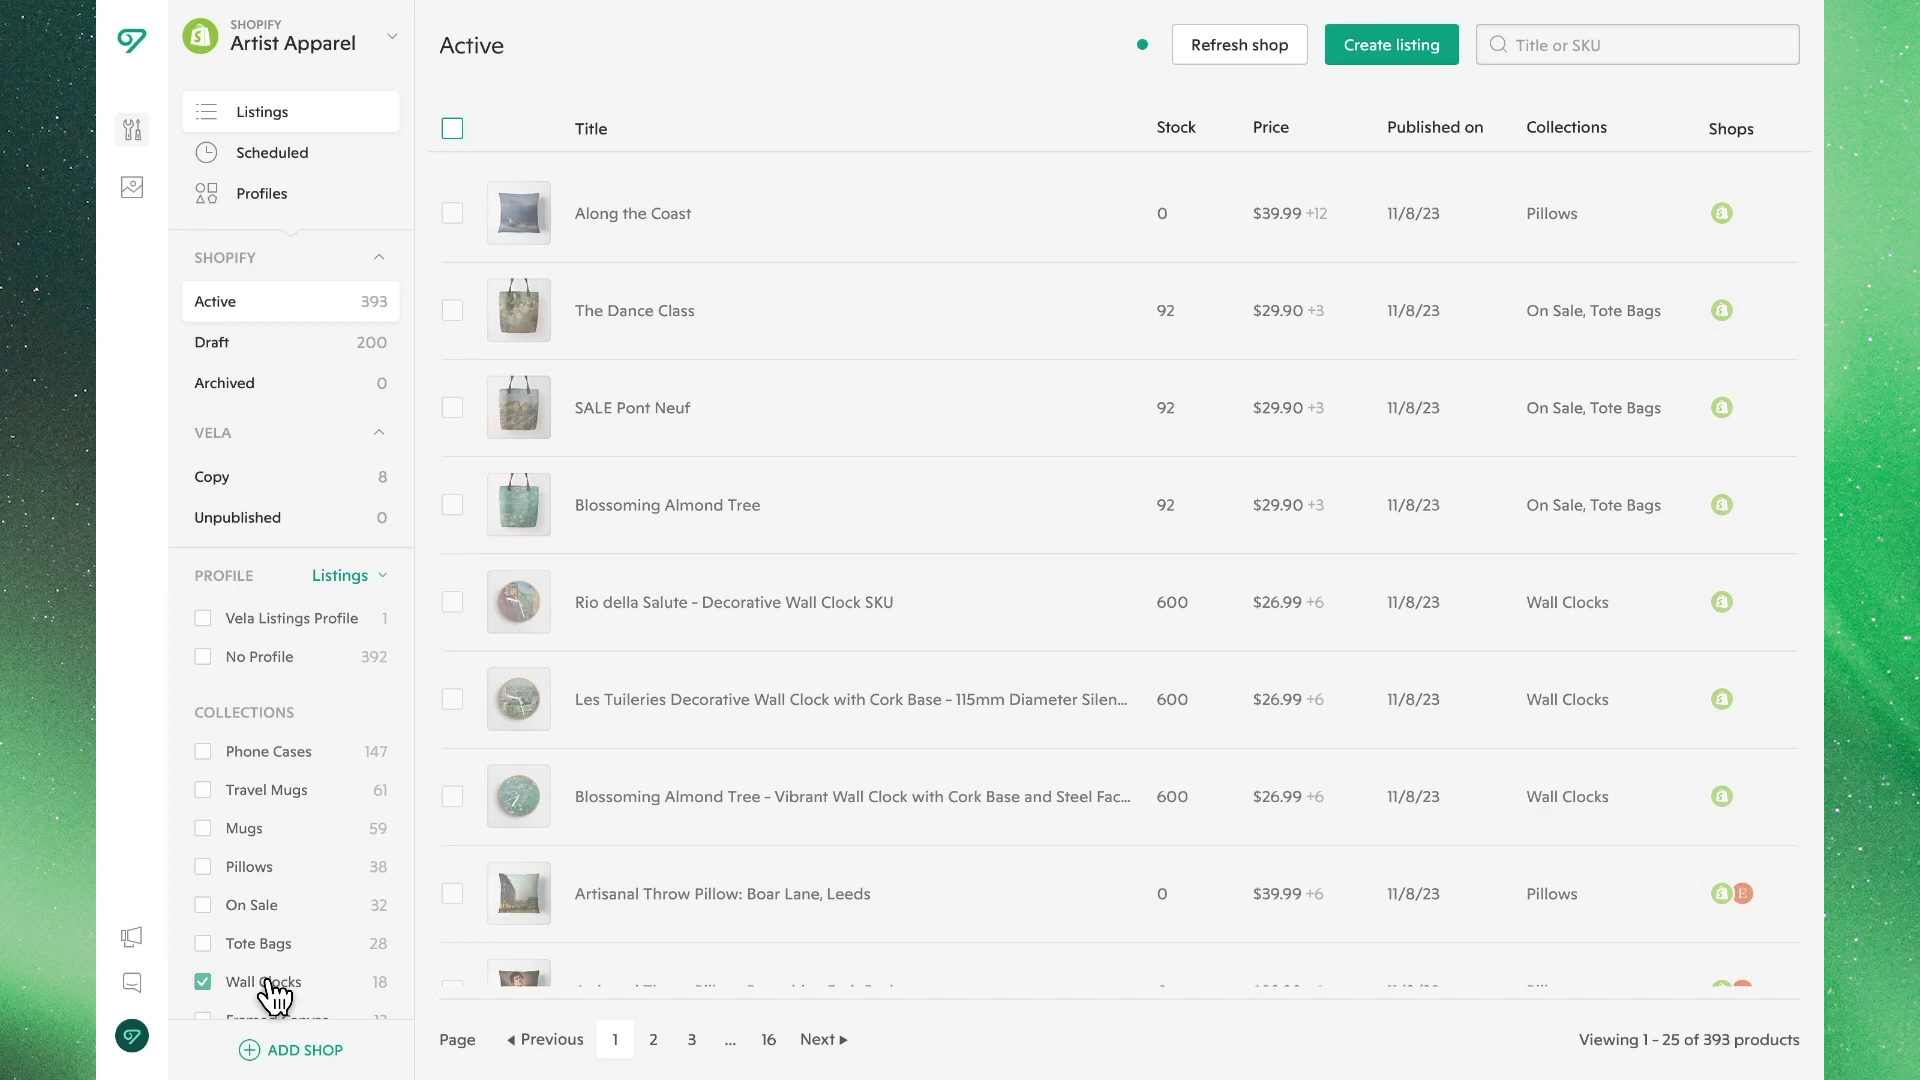 SHOPIFY
Artist Apparel
Listings
Scheduled
Profiles
SHOPIFY
Active 393
Draft 200
Archived 0
VELA
Copy 8
Unpublished 0
PROFILE Listings
Vela Listings Profile 1
No Profile 392
COLLECTIONS
Phone Cases 147
Travel Mugs 61
Mugs 59
Pillows 38
On Sale 32
Tote Bags 28
Wall Clocks 18
ADD SHOP
Active
Refresh shop
Create listing
Title or SKU
Title Stock Price Published on Collections Shops
Along the Coast 0 $39.99 +12 11/8/23 Pillows
The Dance Class 92 $29.90 +3 11/8/23 On Sale, Tote Bags
SALE Pont Neuf 92 $29.90 +3 11/8/23 On Sale, Tote Bags
Blossoming Almond Tree 92 $29.90 +3 11/8/23 On Sale, Tote Bags
Rio della Salute - Decorative Wall Clock SKU 600 $26.99 +6 11/8/23 Wall Clocks
Les Tuileries Decorative Wall Clock with Cork Base - 115mm Diameter Silen... 600 $26.99 +6 11/8/23 Wall Clocks
Blossoming Almond Tree - Vibrant Wall Clock with Cork Base and Steel Fac... 600 $26.99 +6 11/8/23 Wall Clocks
Artisanal Throw Pillow: Boar Lane, Leeds 0 $39.99 +6 11/8/23 Pillows E
Page Previous 1 2 3 ... 16 Next
Viewing 1 - 25 of 393 products